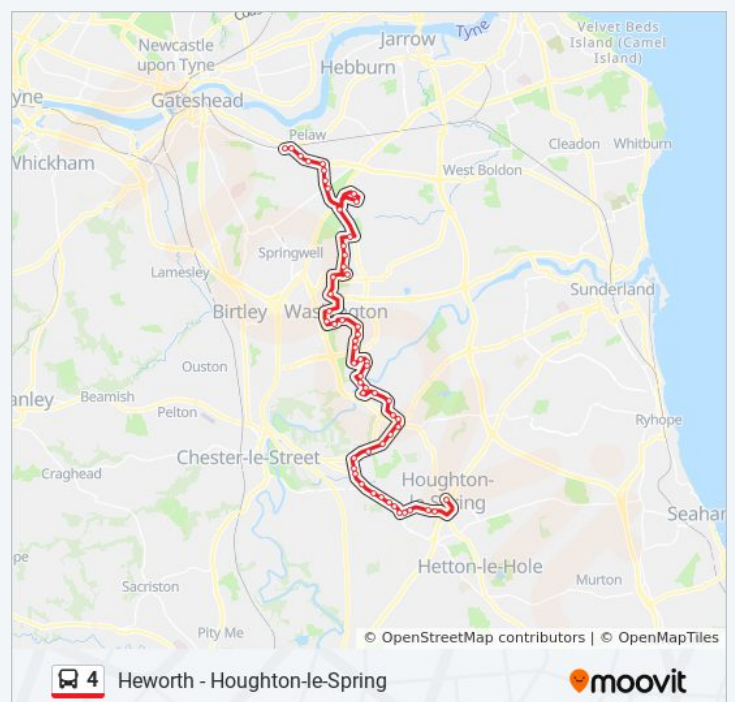 Coas
Velvet Beds
Island (Camel
Island)
Tyne
Jarrow
Newcastle
upon Tyne
Hebburn
yne
Gateshead
Pelaw
Cleadon
Whitburn
Whickham
West Boldon
Springwell
Lamesley
Sunderland
Birtley
Washington
Ouston
anley
Beamish
Pelton
Ryhope
Chester-le-Street
Craghead
Houghton-
le-Spring
Seahar
pe
Hetton-le-Hole
Murton
Sacriston
Pity Me
© OpenStreetMap contributors | © OpenMapTiles
4 Heworth - Houghton-le-Spring
moovit